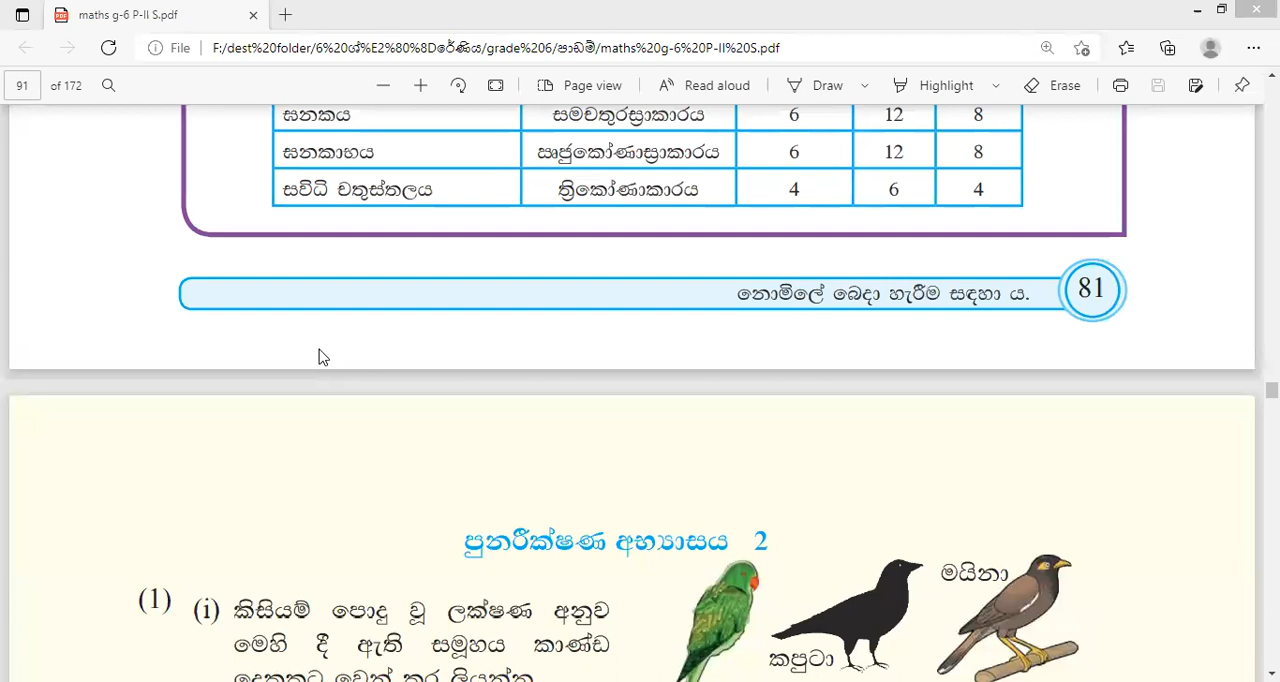 maths g-6 P-II S.pdf
File F:/dest%20folder/6%20ශ්%E2%80%8Dරේණිය/grade%206/ෂාඩම්/maths%20g-6%20P-II%20S.pdf
91 of 172 Page view Read aloud Draw Highlight Erase
ඝනකය සමචතුරස්‍රාකාරය 6 12 8
ඝනකාභය ඍජුකෝණාස්‍රාකාරය 6 12 8
සවිධි චතුස්තලය ත්‍රිකෝණාකාරය 4 6 4
නොමිලේ බෙදා හැරීම සඳහා ය. 81
පුනරීක්ෂණ අභ්‍යාසය 2
මයිනා
(1) (i) කිසියම් පොදු වූ ලක්ෂණ අනුව
මෙහි දී ඇති සමූහය කාණ්ඩ
කපුටා
දෙකකට වෙන් කර ලියන්න.